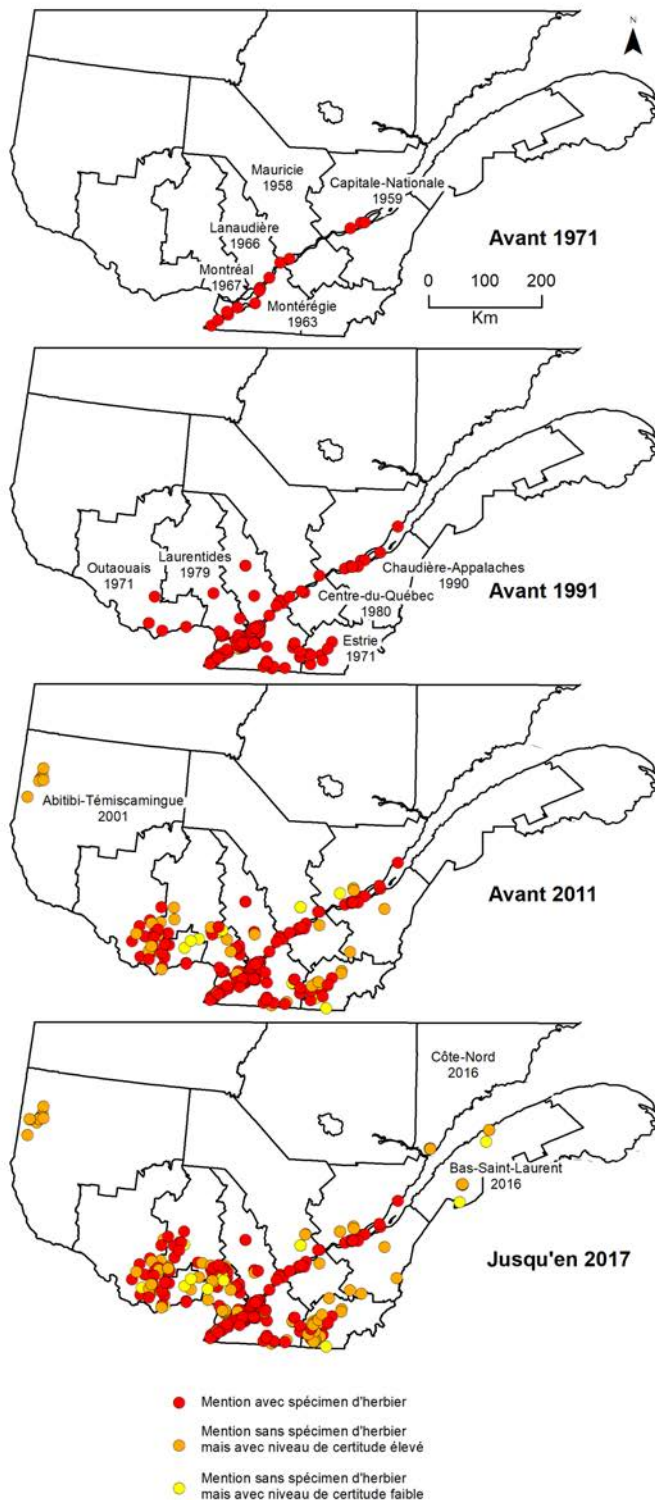 N
Mauricie
1958
Capitale-Nationale
1959
Lanaudière
1966
Montréal
1967
Montérégie
1963
Avant 1971
0 100 200
Km
Outaouais
1971
Laurentides
1979
Chaudière-Appalaches
1990
Centre-du-Québec
1980
Estrie
1971
Avant 1991
Abitibi-Témiscamingue
2001
Avant 2011
Côte-Nord
2016
Bas-Saint-Laurent
2016
Jusqu'en 2017
Mention avec spécimen d'herbier
Mention sans spécimen d'herbier
mais avec niveau de certitude élevé
Mention sans spécimen d'herbier
mais avec niveau de certitude faible